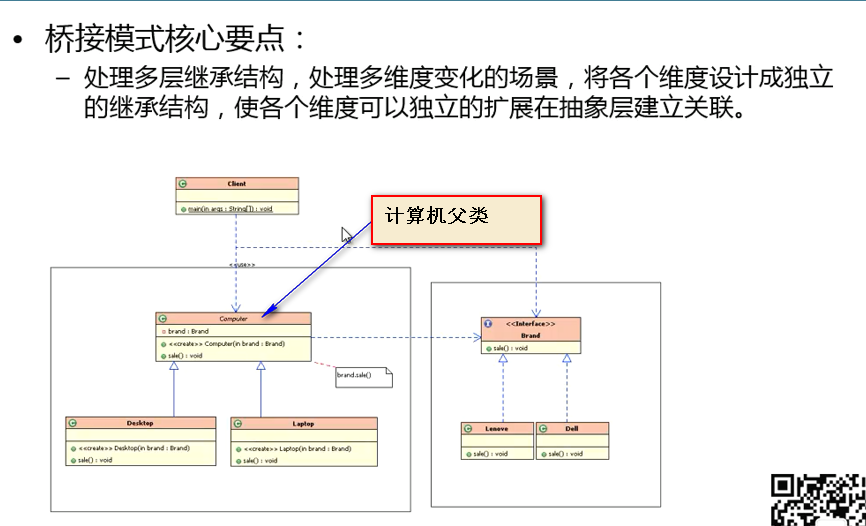 • 桥接模式核心要点：
– 处理多层继承结构，处理多维度变化的场景，将各个维度设计成独立
的继承结构，使各个维度可以独立的扩展在抽象层建立关联。
Client
main(in args : String[]) : void
计算机父类
<<use>>
Computer
brand : Brand
<<create>> Computer(in brand : Brand)
sale() : void
brand.sale()
<<Interface>>
Brand
sale() : void
Desktop
<<create>> Desktop(in brand : Brand)
sale() : void
Laptop
<<create>> Laptop(in brand : Brand)
sale() : void
Lenovo
sale() : void
Dell
sale() : void